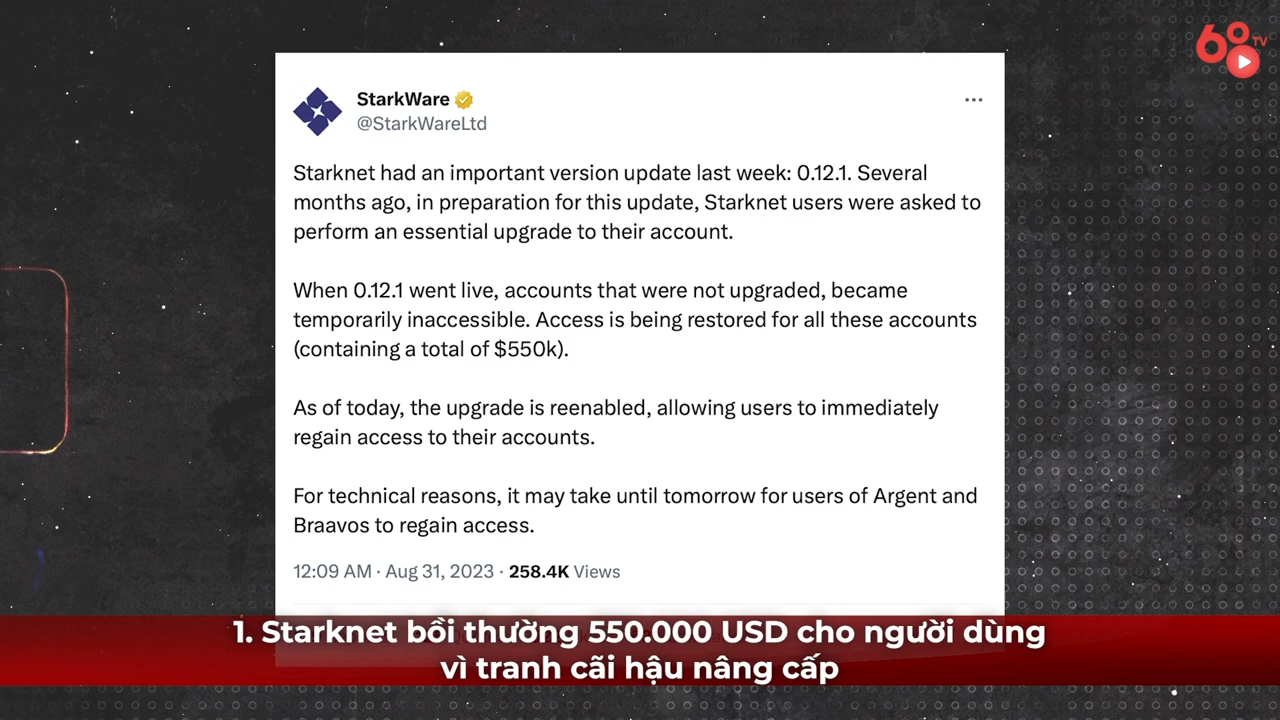 60 TV
StarkWare
@StarkWareLtd
Starknet had an important version update last week: 0.12.1. Several
months ago, in preparation for this update, Starknet users were asked to
perform an essential upgrade to their account.
When 0.12.1 went live, accounts that were not upgraded, became
temporarily inaccessible. Access is being restored for all these accounts
(containing a total of $550k).
As of today, the upgrade is reenabled, allowing users to immediately
regain access to their accounts.
For technical reasons, it may take until tomorrow for users of Argent and
Braavos to regain access.
12:09 AM · Aug 31, 2023 · 258.4K Views
1. Starknet bồi thường 550.000 USD cho người dùng
vì tranh cãi hậu nâng cấp